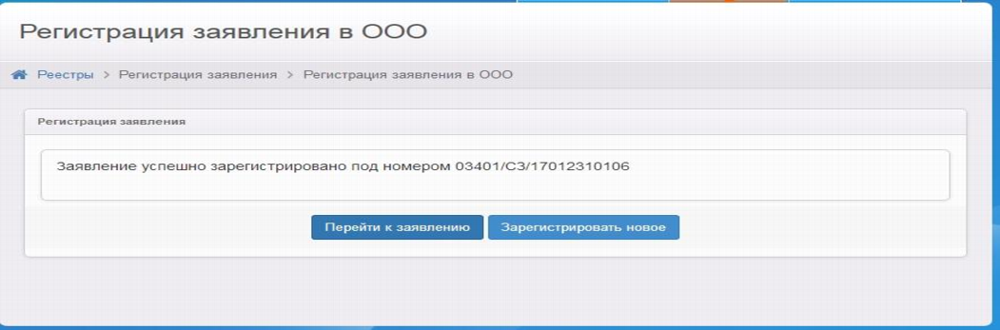 Регистрация заявления в ООО
Реестры > Регистрация заявления > Регистрация заявления в ООО
Регистрация заявления
Заявление успешно зарегистрировано под номером 03401/СЗ/17012310106
Перейти к заявлению Зарегистрировать новое